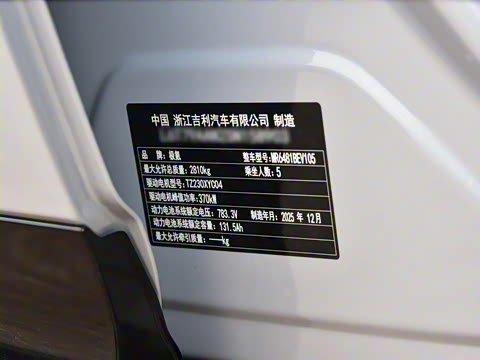 中国 浙江吉利汽车有限公司 制造
品 牌: 极氪 整车型号: MR6481BEV105
最大允许总质量: 2810kg 乘坐人数: 5
驱动电机型号: TZ230XYC04
驱动电机峰值功率: 370kW
动力电池系统额定电压: 783.3V 制造年月: 2025 年 12月
动力电池系统额定容量: 131.5Ah
最大允许牵引质量: ——kg